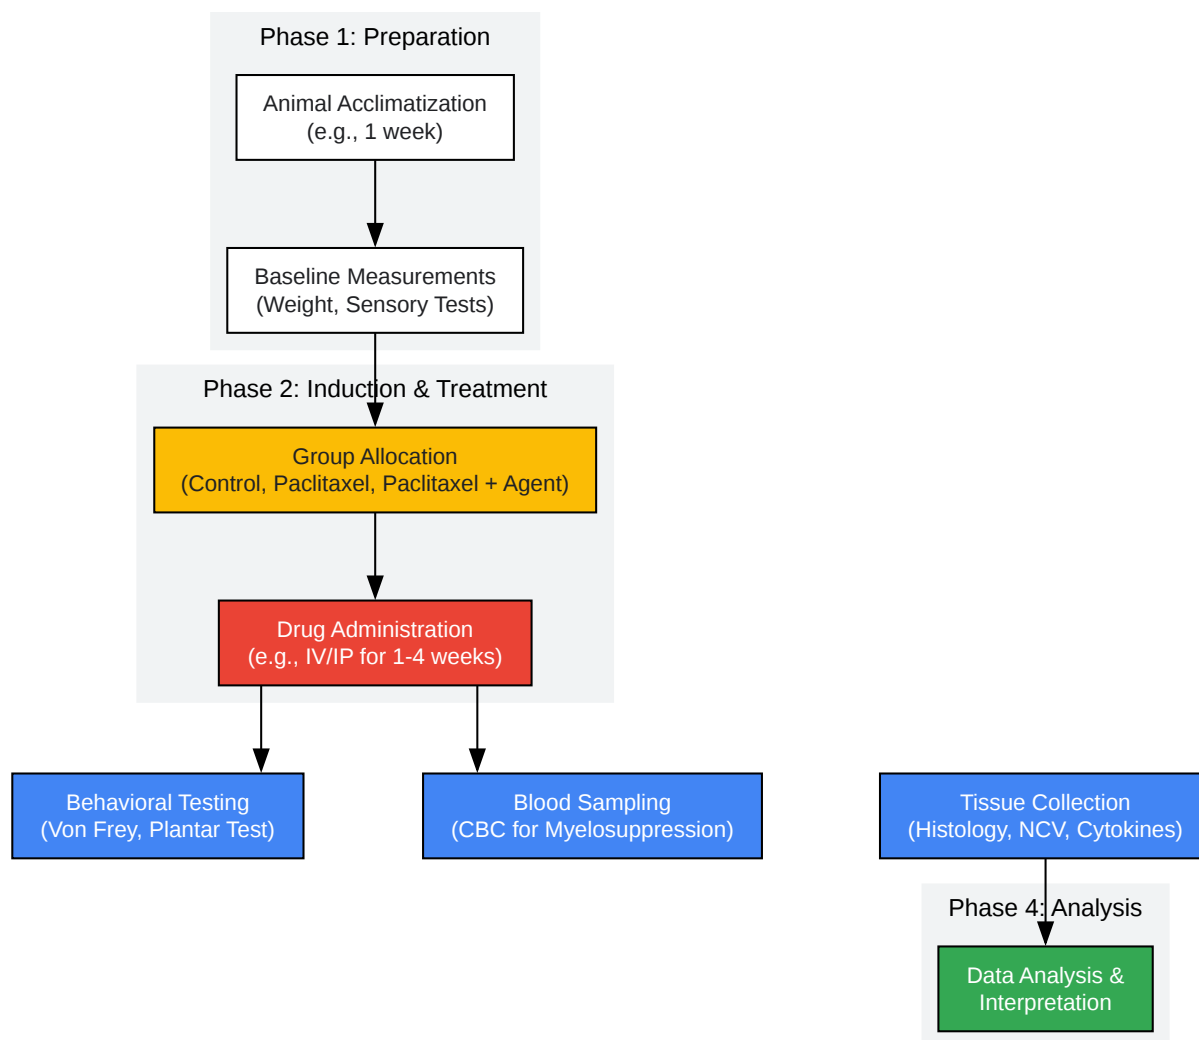 Phase 1: Preparation
Animal Acclimatization
(e.g., 1 week)
Baseline Measurements
(Weight, Sensory Tests)
Phase 2: Induction & Treatment
Group Allocation
(Control, Paclitaxel, Paclitaxel + Agent)
Drug Administration
(e.g., IV/IP for 1-4 weeks)
Behavioral Testing
(Von Frey, Plantar Test)
Blood Sampling
(CBC for Myelosuppression)
Tissue Collection
(Histology, NCV, Cytokines)
Phase 4: Analysis
Data Analysis &
Interpretation